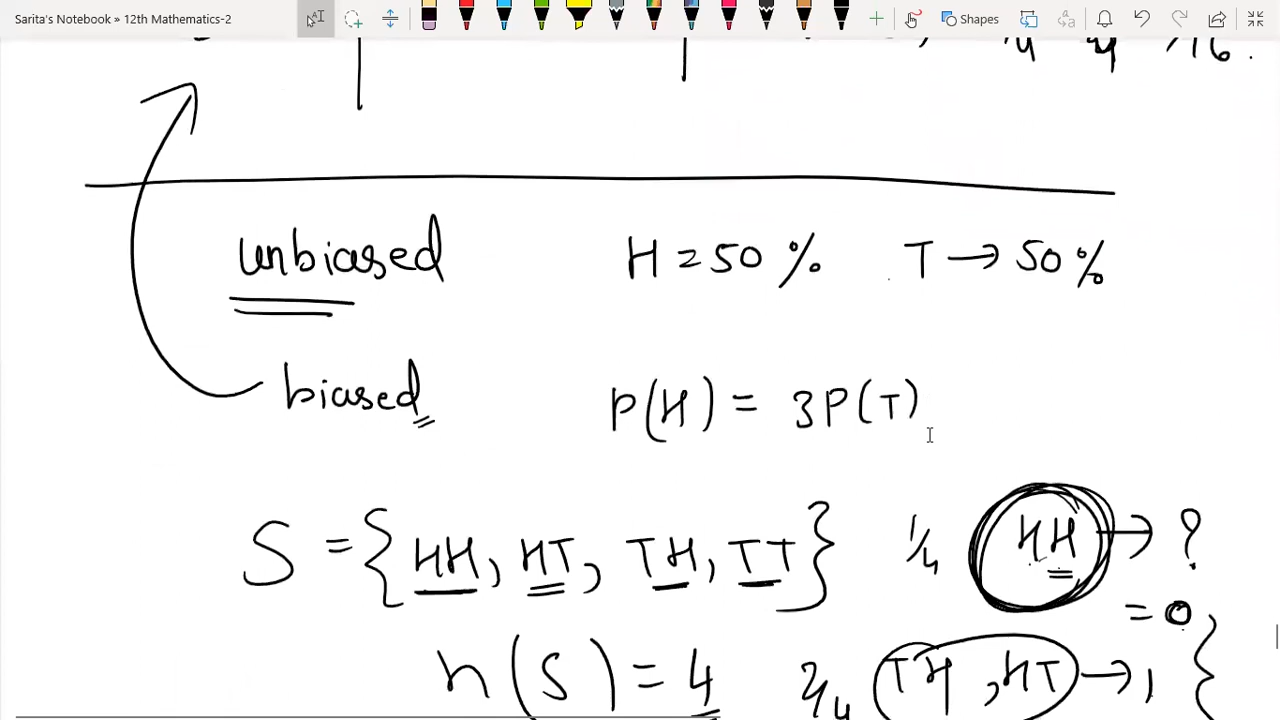 Sarita's Notebook » 12th Mathematics-2
Shapes
unbiased H = 50 % T → 50 %
biased P(H) = 3P(T)
S = {HH, HT, TH, TT} 1/4 HH → ?
= 0
n(S) = 4 2/4 TH, HT → 1 }